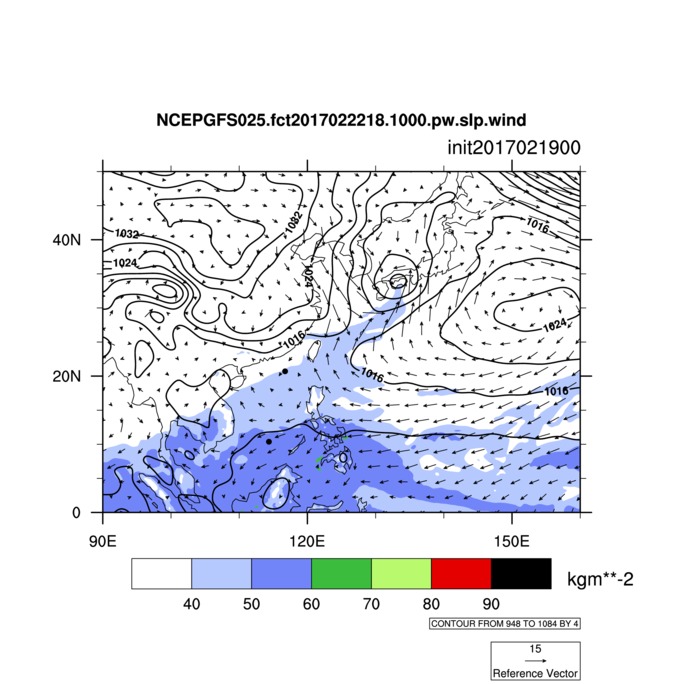 NCEPGFS025.fct2017022218.1000.pw.slp.wind
init2017021900
1032
1016
40N
1032
1024
1024
1024
1016
20N
1016
1016
0
90E 120E 150E
kgm**-2
40 50 60 70 80 90
CONTOUR FROM 948 TO 1084 BY 4
15
Reference Vector